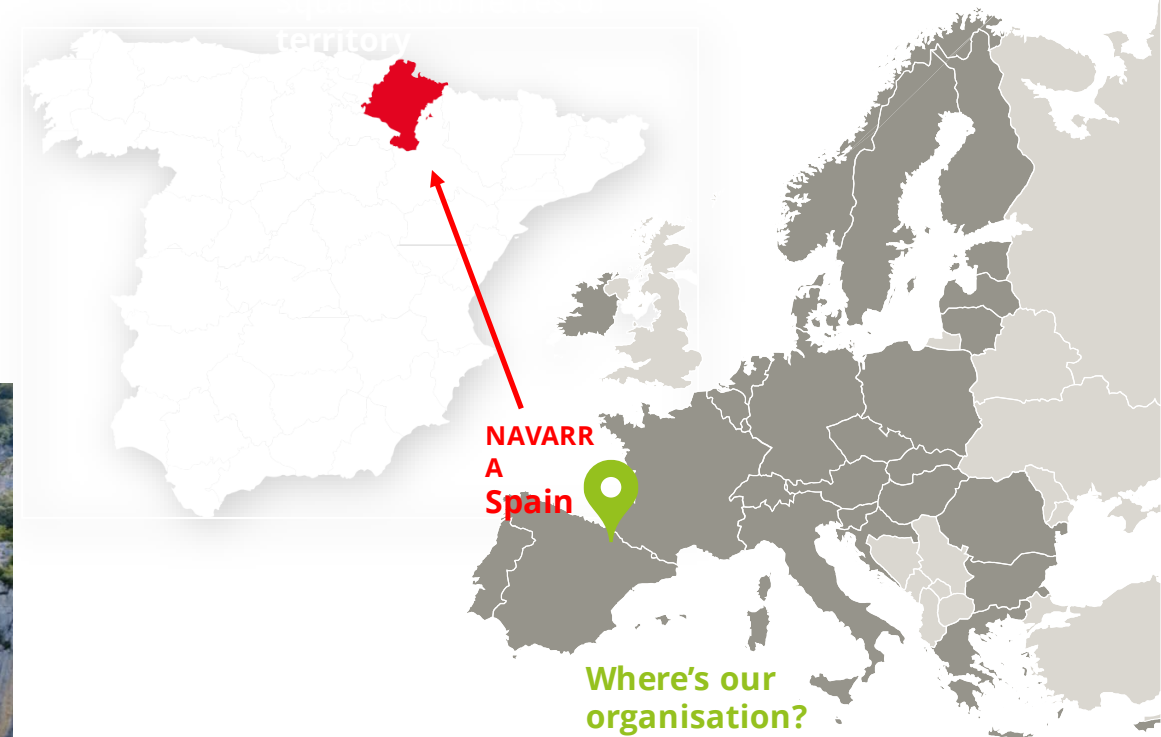 territory
NAVARR
A
Spain
Where's our
organisation?